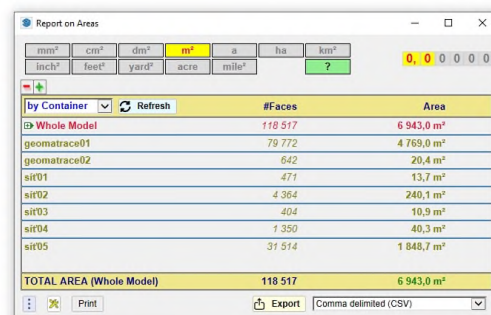 Report on Areas
mm² cm² dm² m² a ha km²
inch² feet² yard² acre mile² ?
0, 0 0 0 0 0
by Container Refresh #Faces Area
Whole Model 118 517 6 943,0 m²
geomatrace01 79 772 4 769,0 m²
geomatrace02 642 20,4 m²
sit'01 471 13,7 m²
sit'02 4 364 240,1 m²
sit'03 404 10,9 m²
sit'04 1 350 40,3 m²
sit'05 31 514 1 848,7 m²
TOTAL AREA (Whole Model) 118 517 6 943,0 m²
Print Export Comma delimited (CSV)